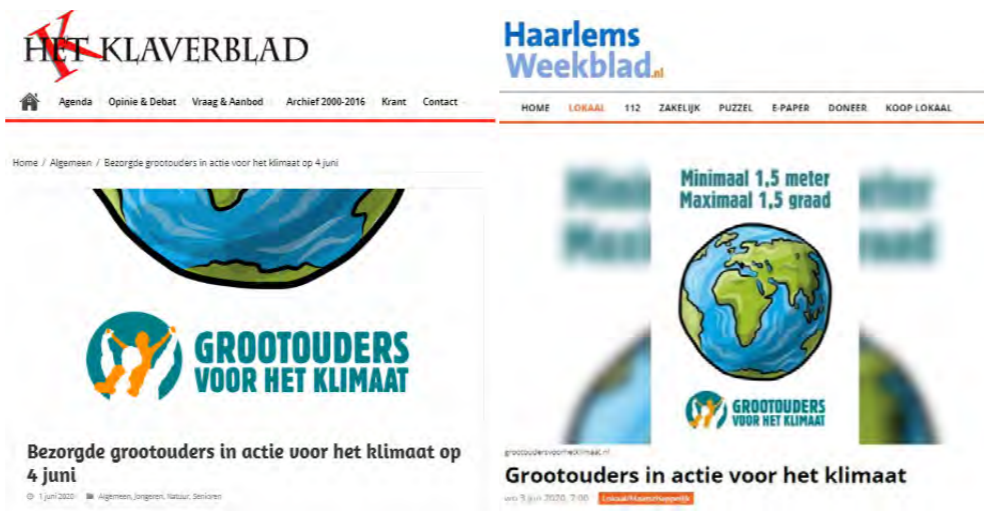 HET KLAVERBLAD
Agenda Opinie & Debat Vraag & Aanbod Archief 2000-2016 Krant Contact
Home / Algemeen / Bezorgde grootouders in actie voor het klimaat op 4 juni
GROOTOUDERS
VOOR HET KLIMAAT
Bezorgde grootouders in actie voor het klimaat op
4 juni
1 juni 2020 Algemeen, Jongeren, Natuur, Senioren
Haarlems
Weekblad.nl
HOME LOKAAL 112 ZAKELIJK PUZZEL E-PAPER DONEER KOOP LOKAAL
Minimaal 1,5 meter
Maximaal 1,5 graad
GROOTOUDERS
VOOR HET KLIMAAT
grootoudersvoorhetklimaat.nl
Grootouders in actie voor het klimaat
wo 3 jun 2020, 7:00 Lokaal/Maatschappelijk